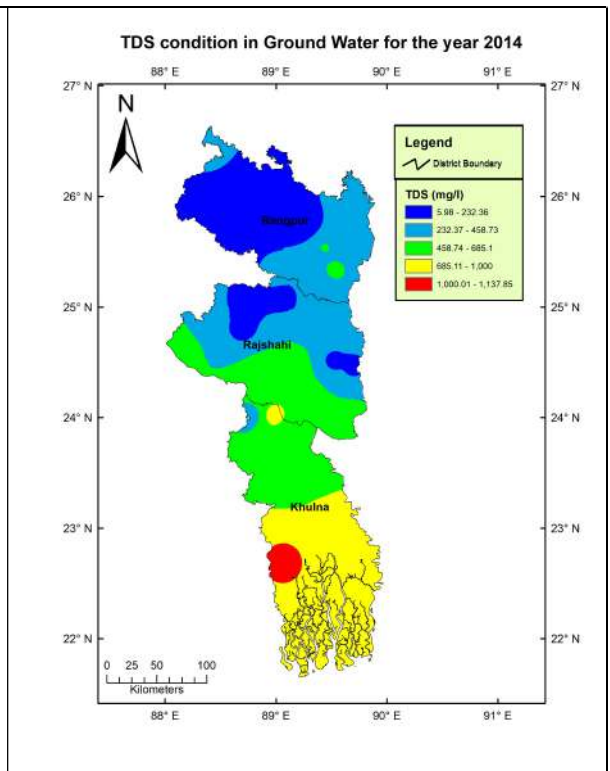 TDS condition in Ground Water for the year 2014
88° E 89° E 90° E 91° E
27° N 27° N
N
Legend
District Boundary
TDS (mg/l)
5.98 - 232.36
232.37 - 458.73
458.74 - 685.1
685.11 - 1,000
1,000.01 - 1,137.85
26° N 26° N
Rangpur
25° N 25° N
Rajshahi
24° N 24° N
Khulna
23° N 23° N
22° N 22° N
0 25 50 100
Kilometers
88° E 89° E 90° E 91° E